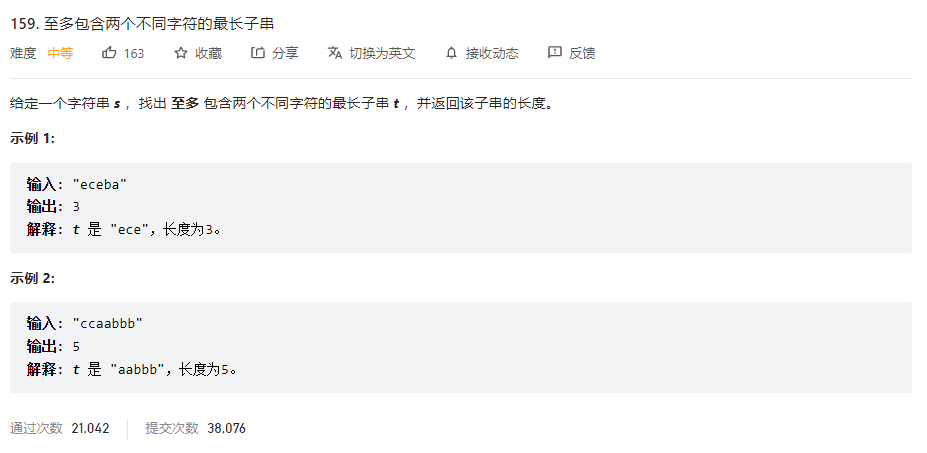 159. 至多包含两个不同字符的最长子串
难度 中等 163 收藏 分享 切换为英文 接收动态 反馈
给定一个字符串 s ，找出 至多 包含两个不同字符的最长子串 t ，并返回该子串的长度。
示例 1:
输入: "eceba"
输出: 3
解释: t 是 "ece"，长度为3。
示例 2:
输入: "ccaabbb"
输出: 5
解释: t 是 "aabbb"，长度为5。
通过次数 21,042 提交次数 38,076